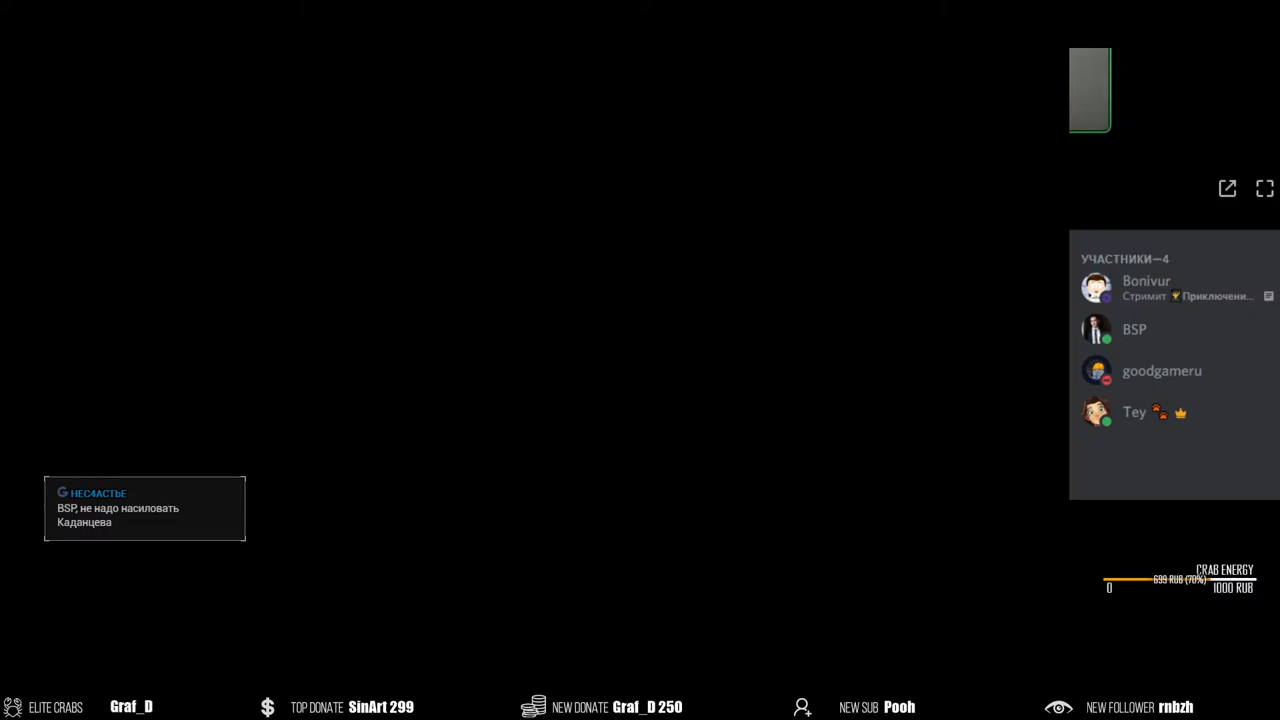 УЧАСТНИКИ—4
Bonivur
Стримит Приключени...
BSP
goodgameru
Tey
НЕС4АСТЬЕ
BSP, не надо насиловать
Каданцева
CRAB ENERGY
699 RUB (70%)
0 1000 RUB
ELITE CRABS Graf_D TOP DONATE SinArt 299 NEW DONATE Graf_D 250 NEW SUB Pooh NEW FOLLOWER rnbzh